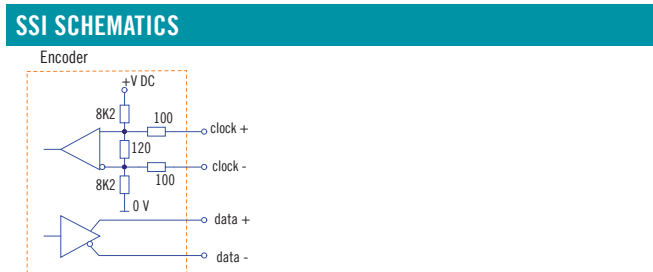 SSI SCHEMATICS
Encoder
+V DC
8K2
100
clock +
120
clock -
8K2
100
0 V
data +
data -